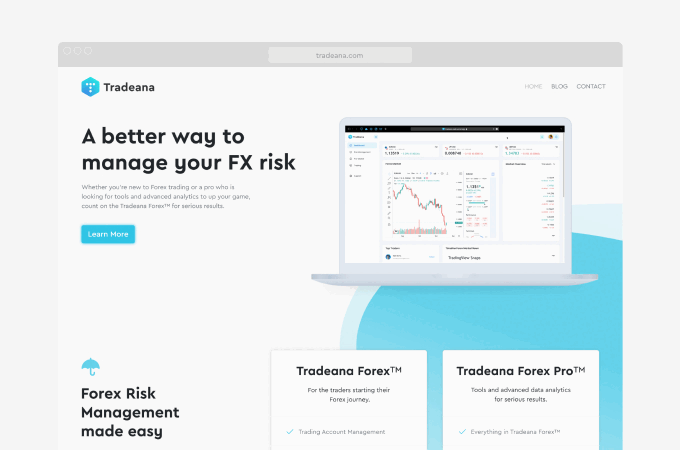 tradeana.com
Tradeana
HOME BLOG CONTACT
A better way to
manage your FX risk
Whether you're new to Forex trading or a pro who is
looking for tools and advanced analytics to up your game,
count on the Tradeana Forex™ for serious results.
Learn More
Tradeana
1.13519
0.008740
TradingView Snaps
Forex Risk
Management
made easy
Tradeana Forex™
For the traders starting their
Forex journey.
Trading Account Management
Tradeana Forex Pro™
Tools and advanced data analytics
for serious results.
Everything in Tradeana Forex™